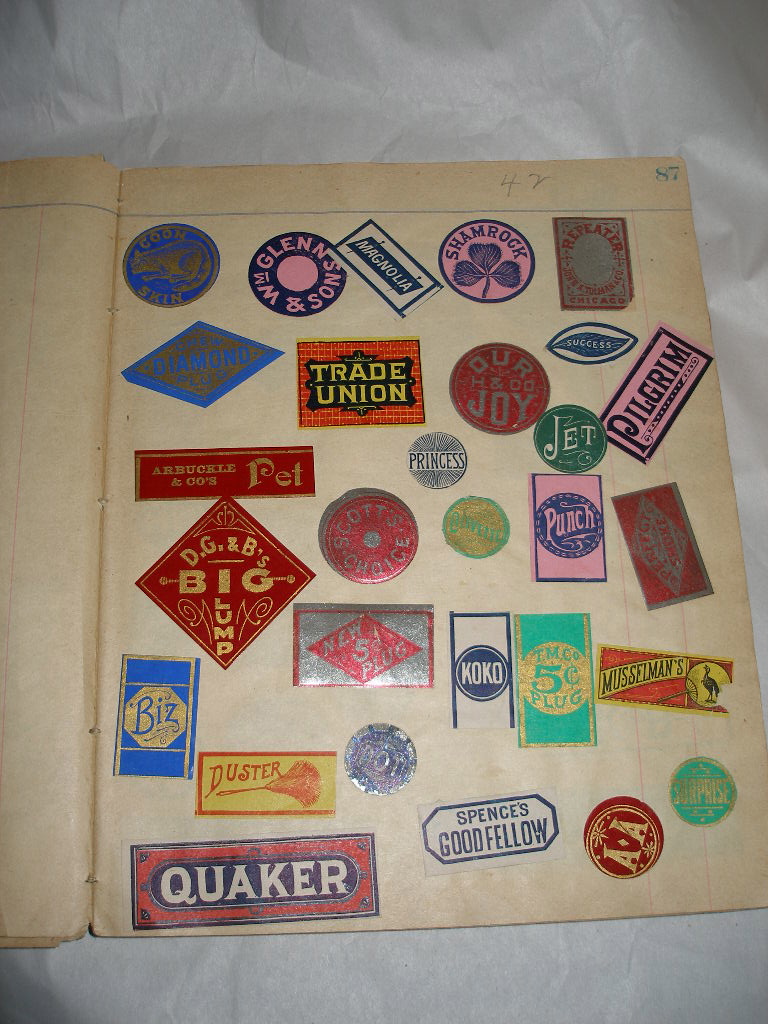 42
87
COON
SKIN
GLENN &
WM & SONS
MAGNOLIA
SHAMROCK
REPEATER
CHICAGO
DIAMOND
TRADE
UNION
OUR
H & CO
JOY
SUCCESS
PILGRIM
JET
ARBUCKLE
& CO'S
Pet
PRINCESS
D.G. & B's
BIG
LUMP
SCOTT'S
CHOICE
Punch
5¢
PLUG
KOKO
5¢
PLUG
MUSSELMAN'S
Biz
DUSTER
SURPRISE
SPENCE'S
GOOD FELLOW
AA
QUAKER